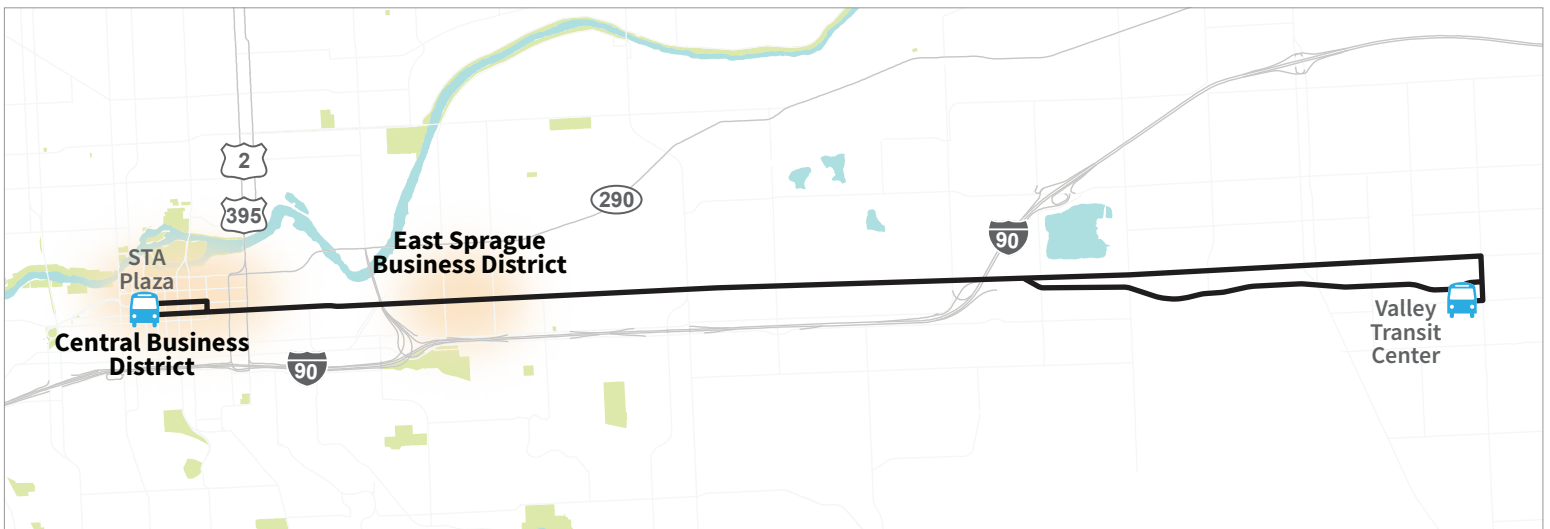 2
395
290
East Sprague
Business District
90
STA
Plaza
Central Business
District
90
Valley
Transit
Center